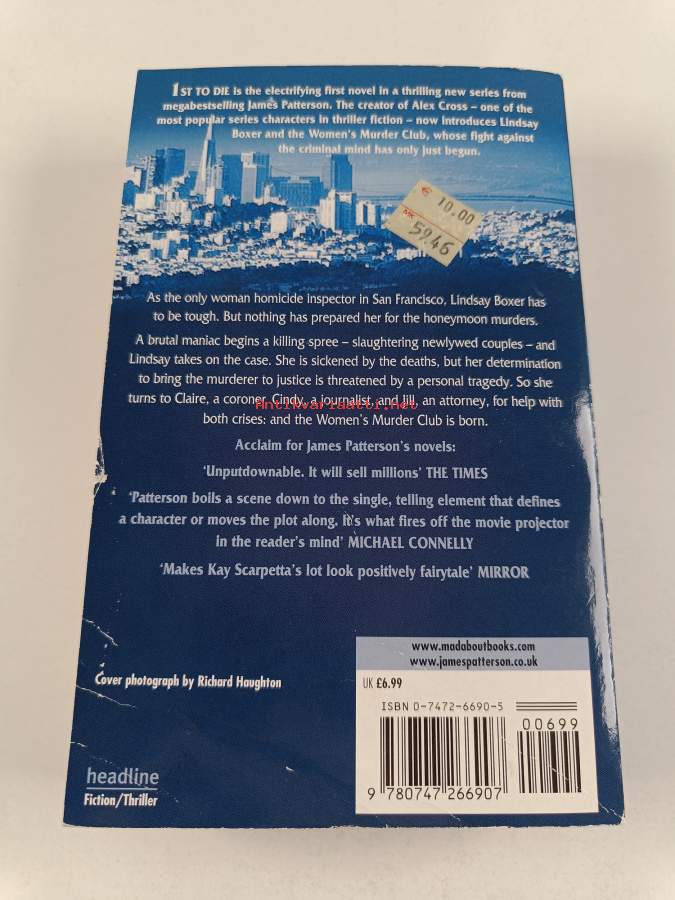 1ST TO DIE is the electrifying first novel in a thrilling new series from
megabestselling James Patterson. The creator of Alex Cross – one of the
most popular series characters in thriller fiction – now introduces Lindsay
Boxer and the Women's Murder Club, whose fight against
the criminal mind has only just begun.
€ 10.00
MK 59.46
As the only woman homicide inspector in San Francisco, Lindsay Boxer has
to be tough. But nothing has prepared her for the honeymoon murders.
A brutal maniac begins a killing spree – slaughtering newlywed couples – and
Lindsay takes on the case. She is sickened by the deaths, but her determination
to bring the murderer to justice is threatened by a personal tragedy. So she
turns to Claire, a coroner, Cindy, a journalist, and Jill, an attorney, for help with
Antikvariaatti.net
both crises: and the Women's Murder Club is born.
Acclaim for James Patterson's novels:
'Unputdownable. It will sell millions' THE TIMES
'Patterson boils a scene down to the single, telling element that defines
a character or moves the plot along. It's what fires off the movie projector
in the reader's mind' MICHAEL CONNELLY
'Makes Kay Scarpetta's lot look positively fairytale' MIRROR
www.madaboutbooks.com
www.jamespatterson.co.uk
Cover photograph by Richard Haughton
UK £6.99
ISBN 0-7472-6690-5
00699
9 780747 266907
headline
Fiction/Thriller